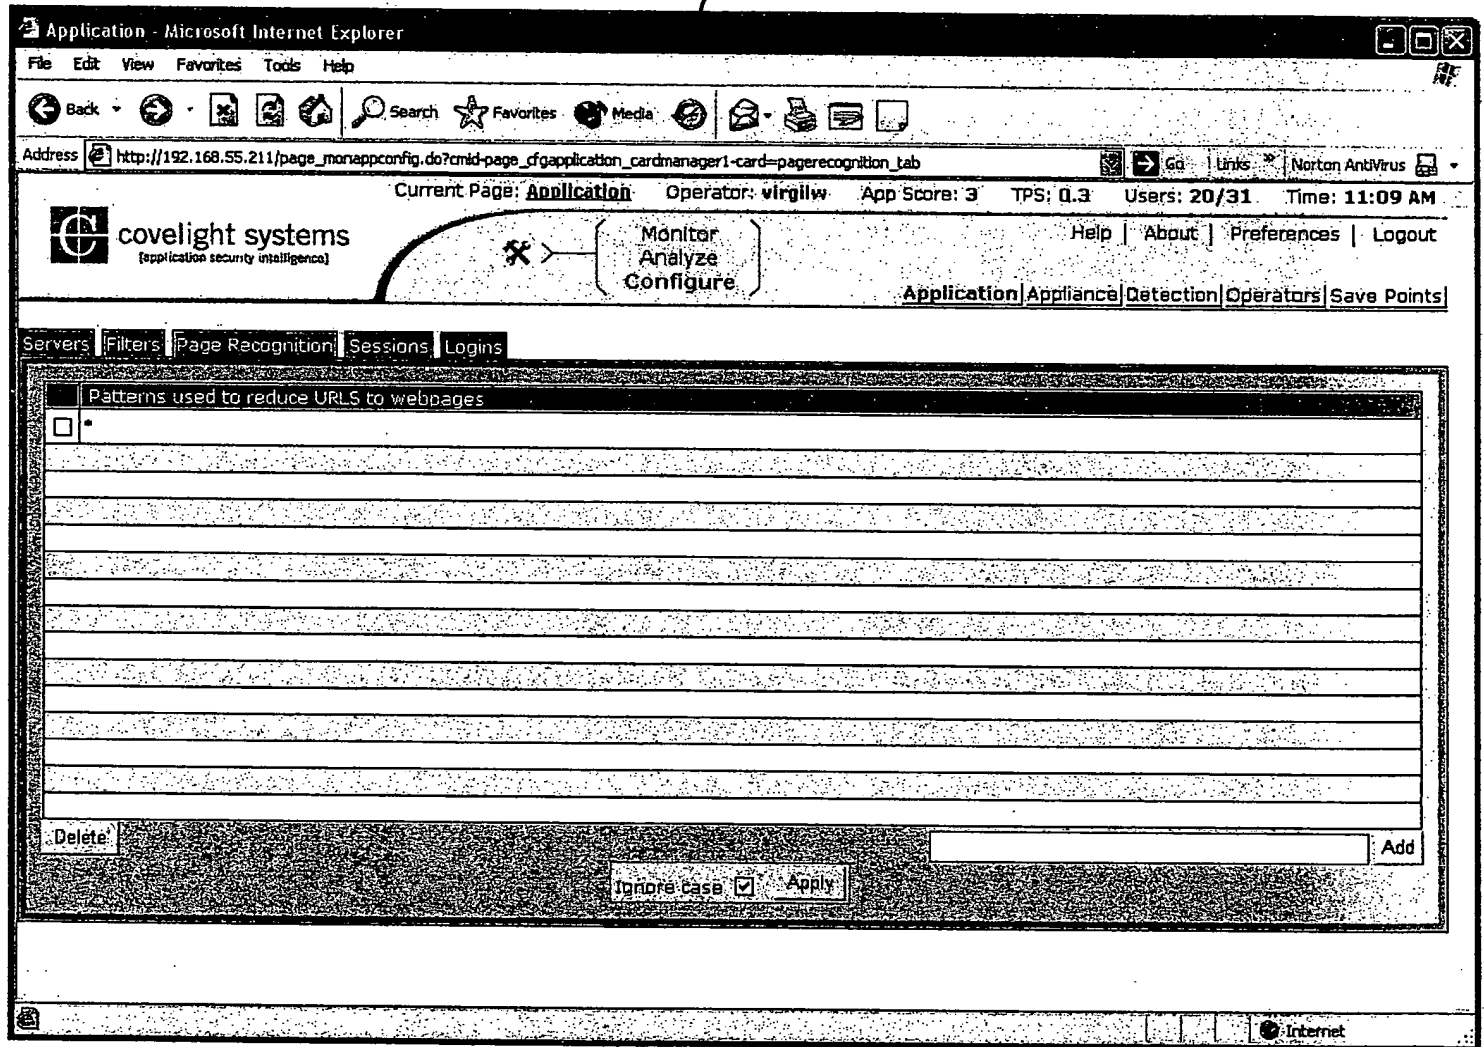 Application - Microsoft Internet Explorer
File Edit View Favorites Tools Help
Back Search Favorites Media
Address http://192.168.55.211/page_monappconfig.do?cmld-page_cfgapplication_cardmanager1-card=pagerecognition_tab Go Links » Norton AntiVirus
Current Page: Application Operator: virgilw App Score: 3 TPS: 0.3 Users: 20/31 Time: 11:09 AM
covelight systems
[application security intelligence]
Monitor
Analyze
Configure
Help | About | Preferences | Logout
Application|Appliance|Detection|Operators|Save Points|
Servers Filters Page Recognition Sessions Logins
Patterns used to reduce URLS to webpages
*
Delete Add
Ignore case Apply
Internet